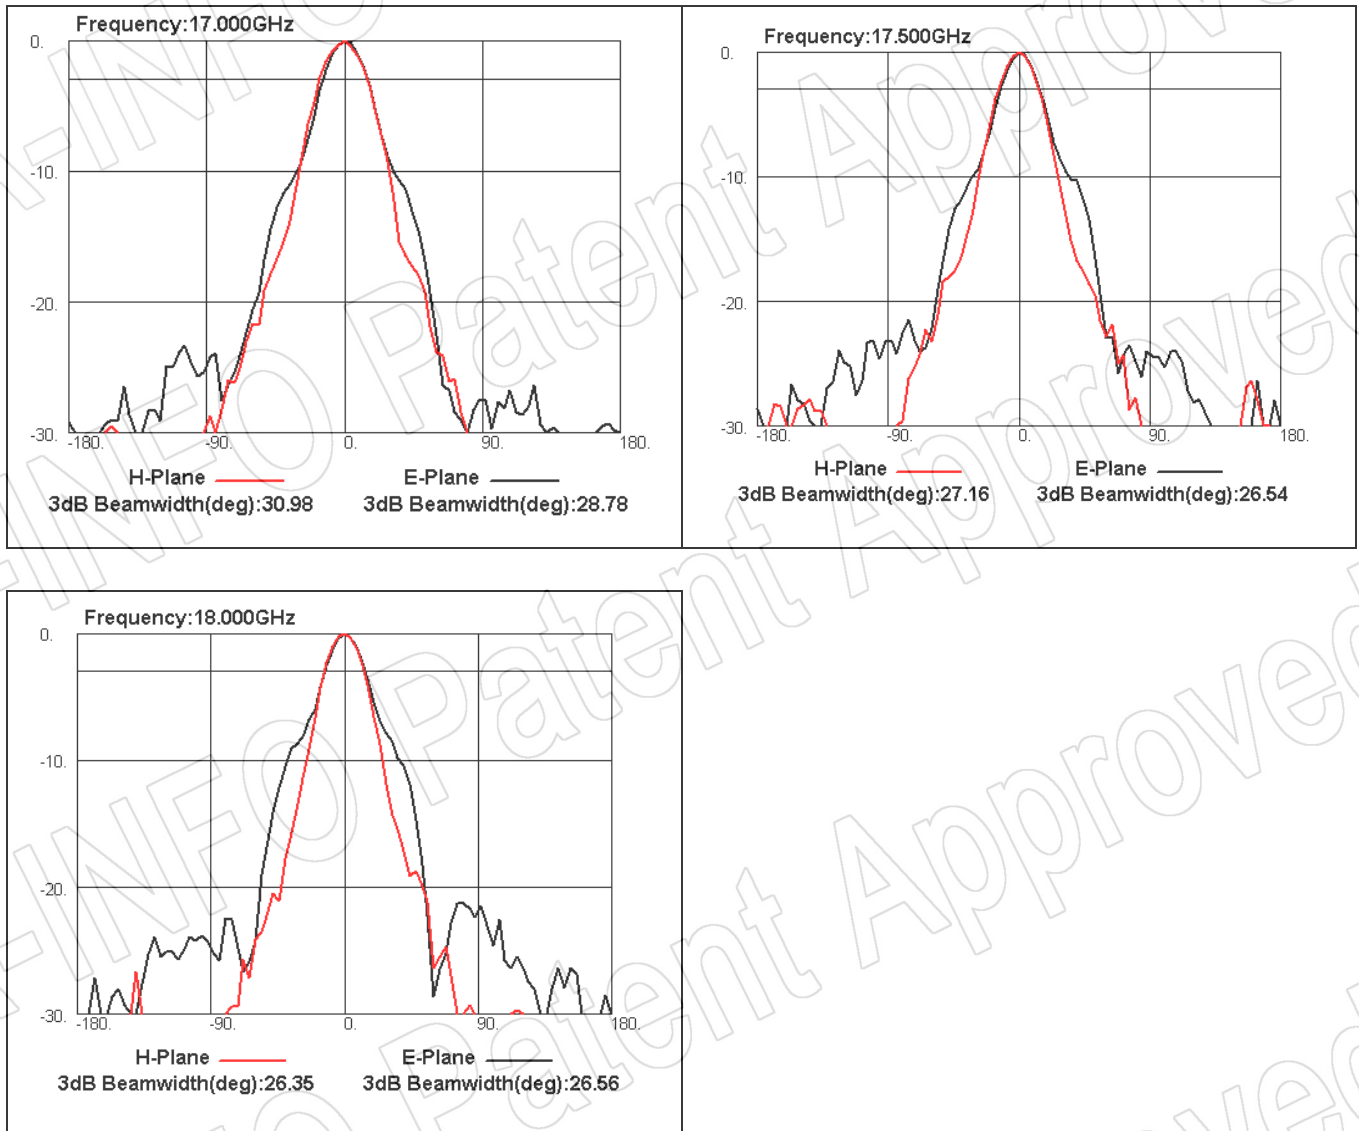 Frequency:17.000GHz
0.
-10.
-20.
-30.
-180.
-90.
0.
90.
180.
H-Plane
E-Plane
3dB Beamwidth(deg):30.98
3dB Beamwidth(deg):28.78
Frequency:17.500GHz
0.
-10.
-20.
-30.
-180.
-90.
0.
90.
180.
H-Plane
E-Plane
3dB Beamwidth(deg):27.16
3dB Beamwidth(deg):26.54
Frequency:18.000GHz
0.
-10.
-20.
-30.
-180.
-90.
0.
90.
180.
H-Plane
E-Plane
3dB Beamwidth(deg):26.35
3dB Beamwidth(deg):26.56
-INFO Patent Approved
-INFO Patent Approved